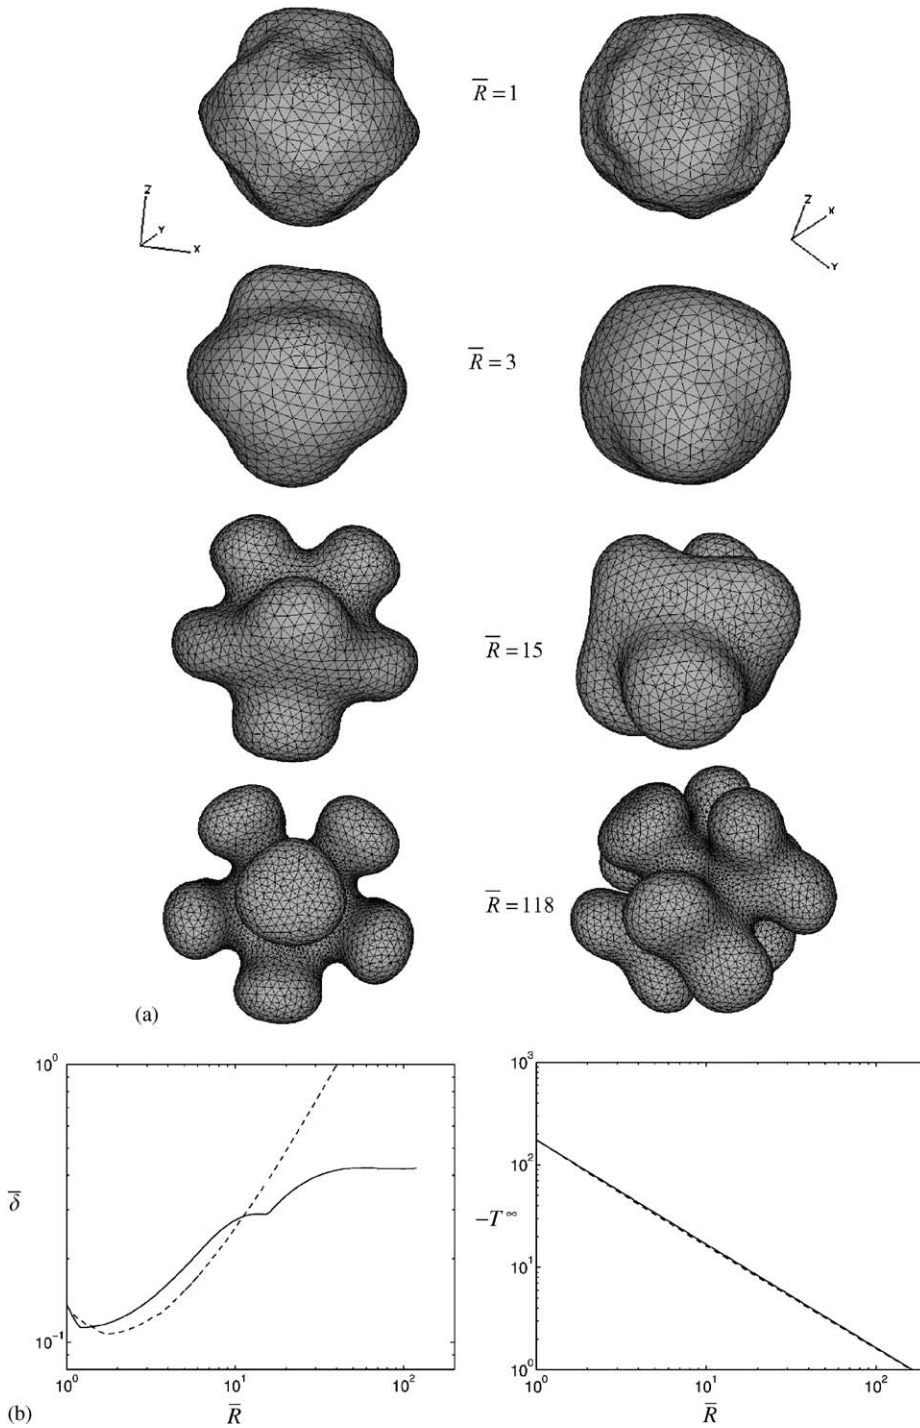 R̅ = 1
Z
Y
X
Z
X
Y
R̅ = 3
R̅ = 15
R̅ = 118
(a)
10⁰
δ̅
10⁻¹
10⁰ 10¹ 10²
R̅
(b)
10³
10²
−T^∞
10¹
10⁰
10⁰ 10¹ 10²
R̅